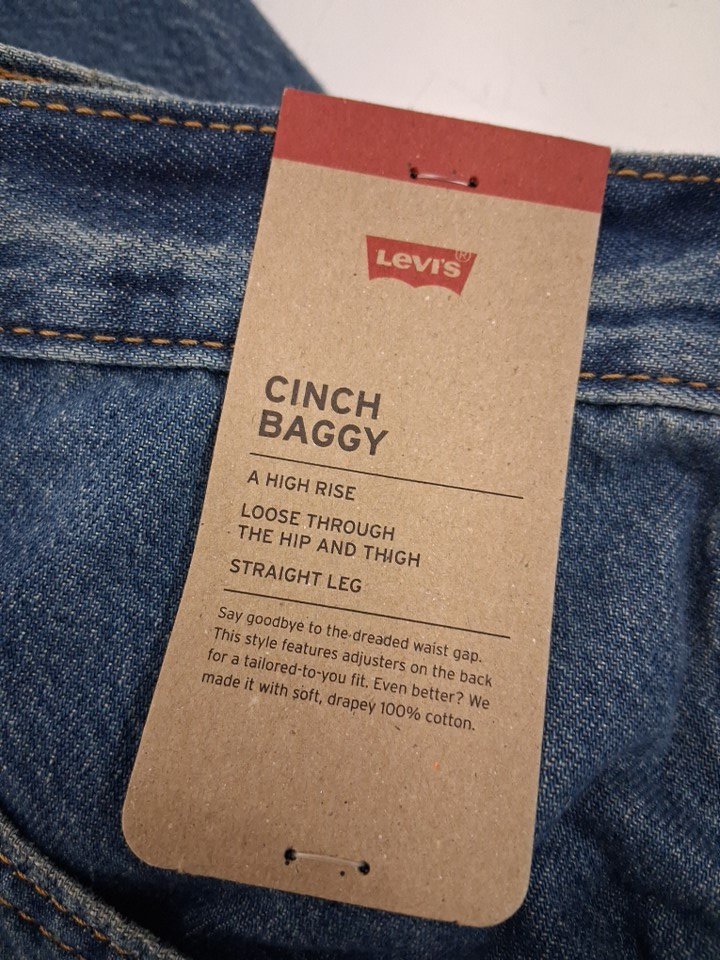 Levi's®
CINCH
BAGGY
A HIGH RISE
LOOSE THROUGH
THE HIP AND THIGH
STRAIGHT LEG
Say goodbye to the dreaded waist gap.
This style features adjusters on the back
for a tailored-to-you fit. Even better? We
made it with soft, drapey 100% cotton.